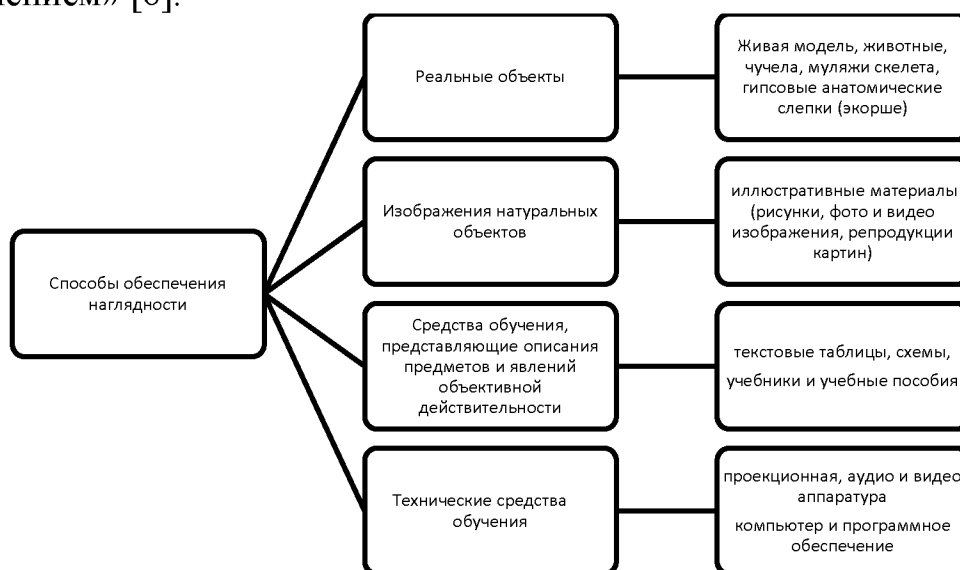 Реальные объекты
Живая модель, животные,
чучела, муляжи скелета,
гипсовые анатомические
слепки (экорше)
Изображения натуральных
объектов
иллюстративные материалы
(рисунки, фото и видео
изображения, репродукции
картин)
Способы обеспечения
наглядности
Средства обучения,
представляющие описания
предметов и явлений
объективной
действительности
текстовые таблицы, схемы,
учебники и учебные пособия
Технические средства
обучения
проекционная, аудио и видео
аппаратура
компьютер и программное
обеспечение